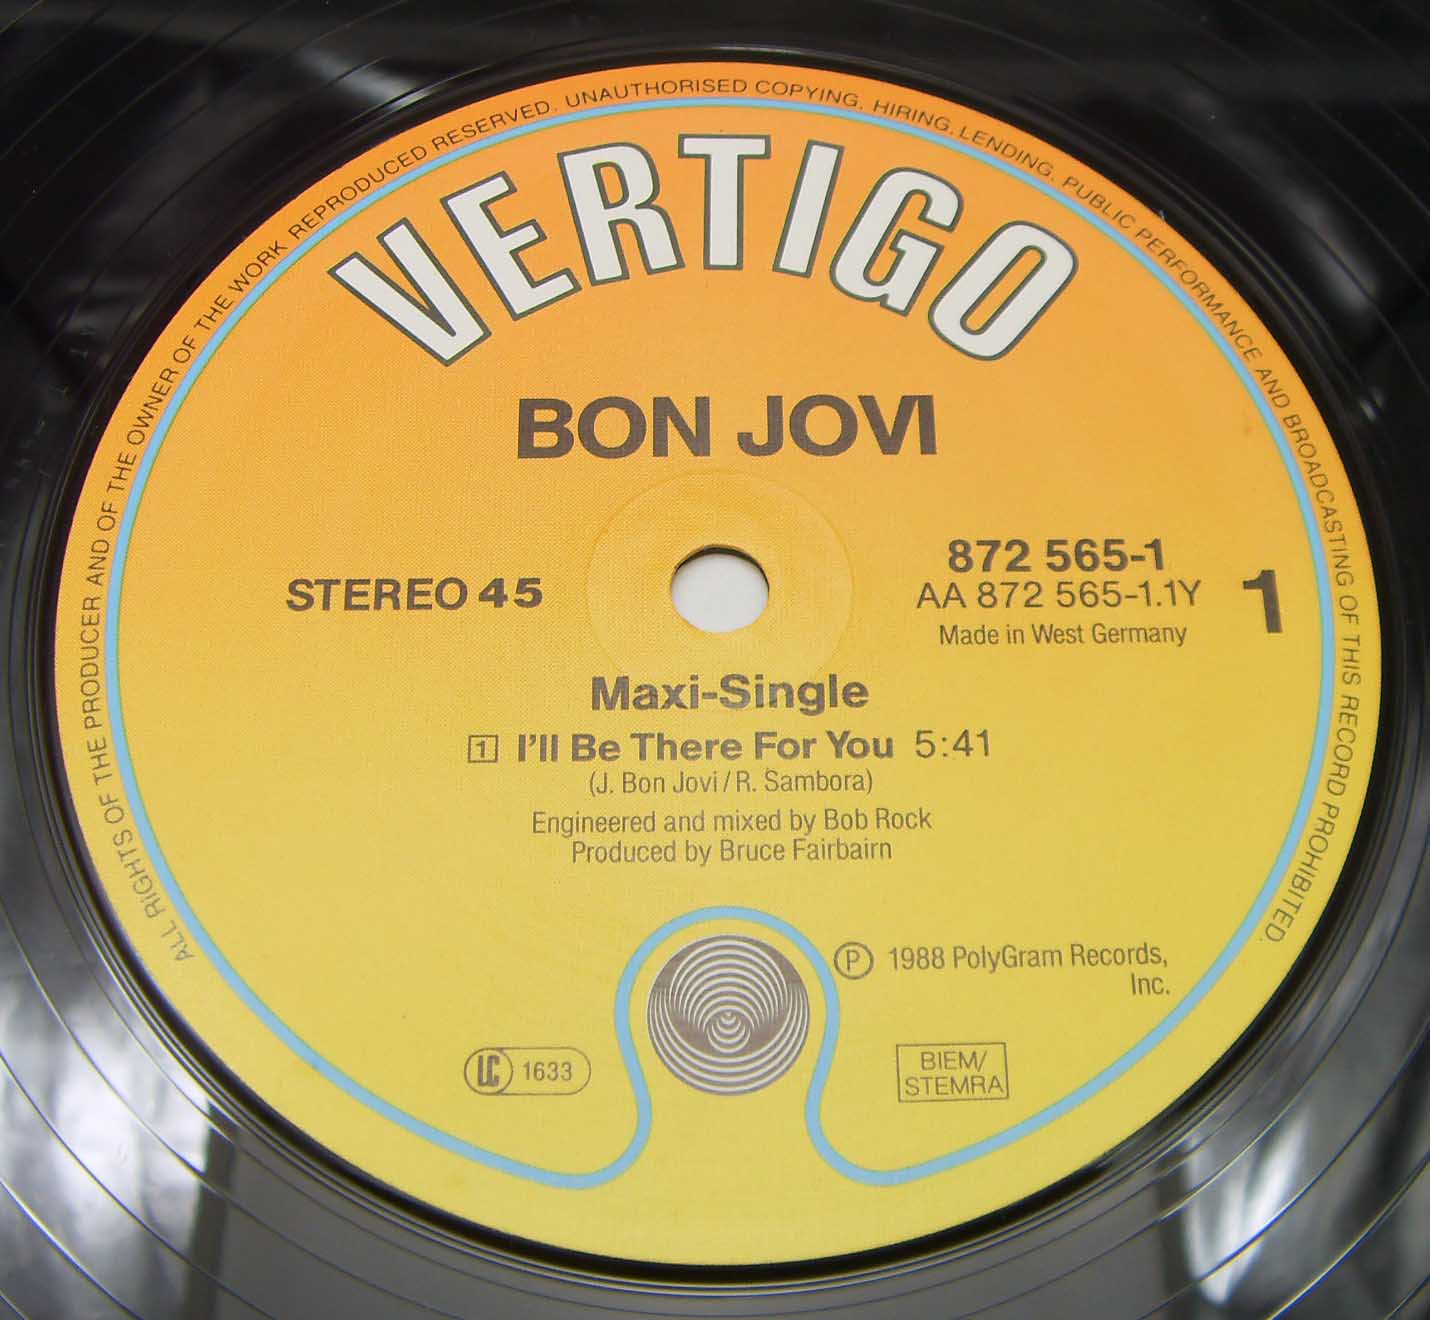 ALL RIGHTS OF THE PRODUCER AND OF THE OWNER OF THE WORK REPRODUCED RESERVED. UNAUTHORISED COPYING, HIRING, LENDING, PUBLIC PERFORMANCE AND BROADCASTING OF THIS RECORD PROHIBITED.
VERTIGO
BON JOVI
STEREO 45
872 565-1
AA 872 565-1.1Y
Made in West Germany
1
Maxi-Single
1 I'll Be There For You 5:41
(J. Bon Jovi / R. Sambora)
Engineered and mixed by Bob Rock
Produced by Bruce Fairbairn
Ⓟ 1988 PolyGram Records,
Inc.
LC 1633
BIEM/
STEMRA